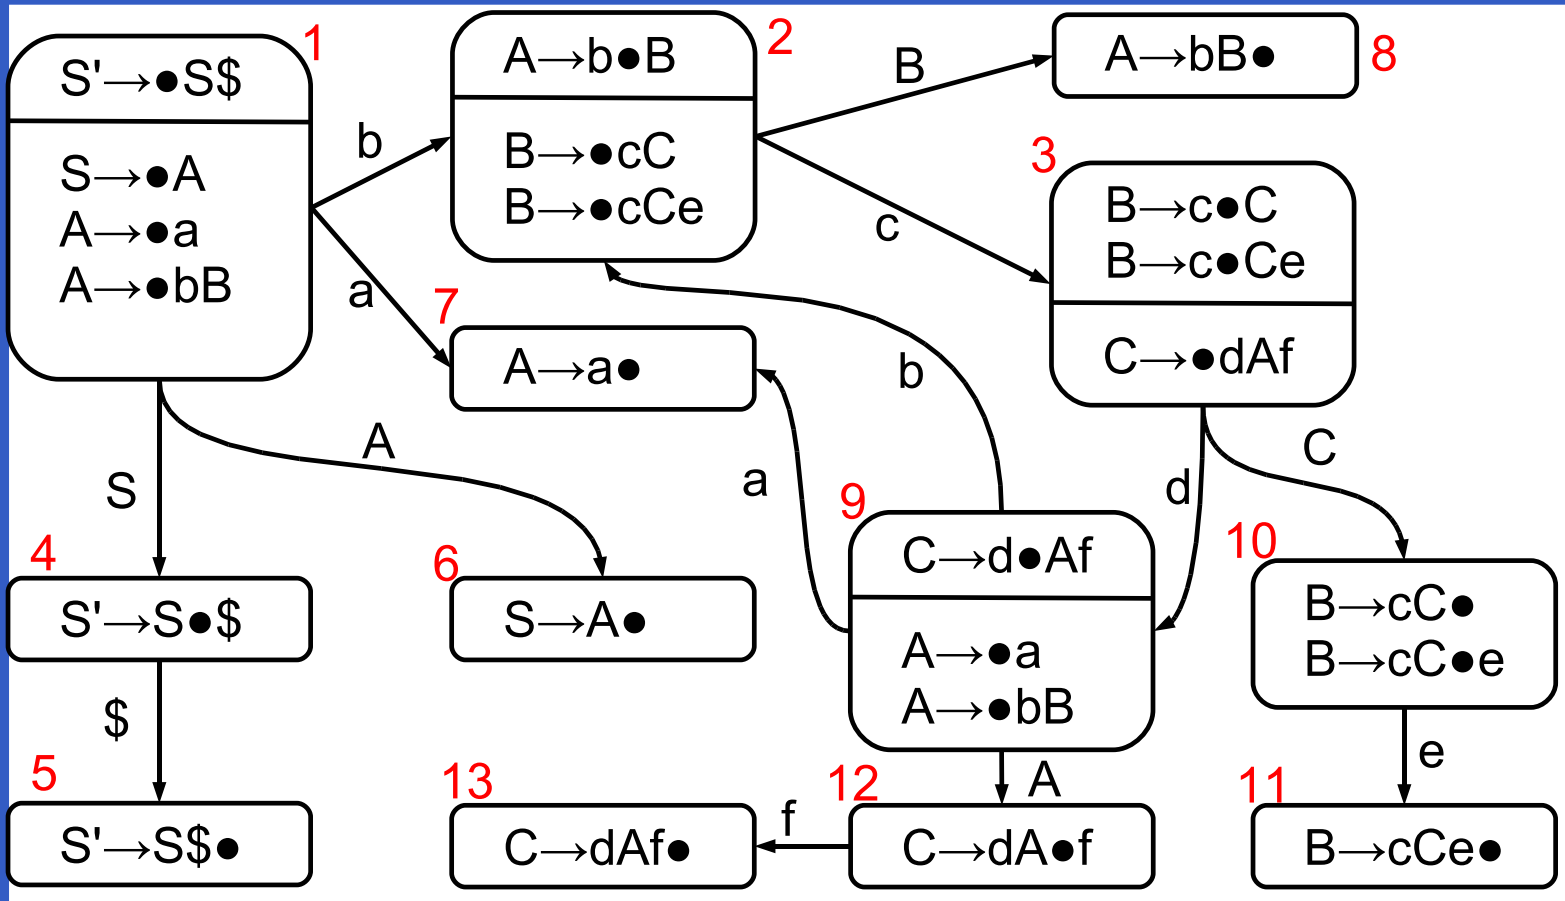 1
S'→●S$
S→●A
A→●a
A→●bB
b
a
2
A→b●B
B→●cC
B→●cCe
B
c
8
A→bB●
3
B→c●C
B→c●Ce
C→●dAf
7
A→a●
b
a
d
C
S
A
4
S'→S●$
6
S→A●
9
C→d●Af
A→●a
A→●bB
10
B→cC●
B→cC●e
$
A
e
5
S'→S$●
13
C→dAf●
f
12
C→dA●f
11
B→cCe●